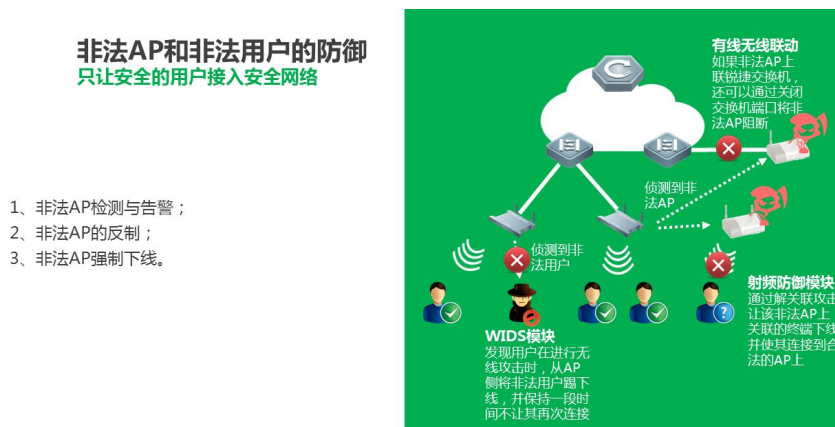 非法AP和非法用户的防御
只让安全的用户接入安全网络
1、非法AP检测与告警；
2、非法AP的反制；
3、非法AP强制下线。
有线无线联动
如果非法AP上
联锐捷交换机，
还可以通过关闭
交换机端口将非
法AP阻断
侦测到非
法AP
侦测到非
法用户
WIDS模块
发现用户在进行无
线攻击时，从AP
侧将非法用户踢下
线，并保持一段时
间不让其再次连接
射频防御模块
通过解关联攻击
让该非法AP上
关联的终端下线
并使其连接到合
法的AP上